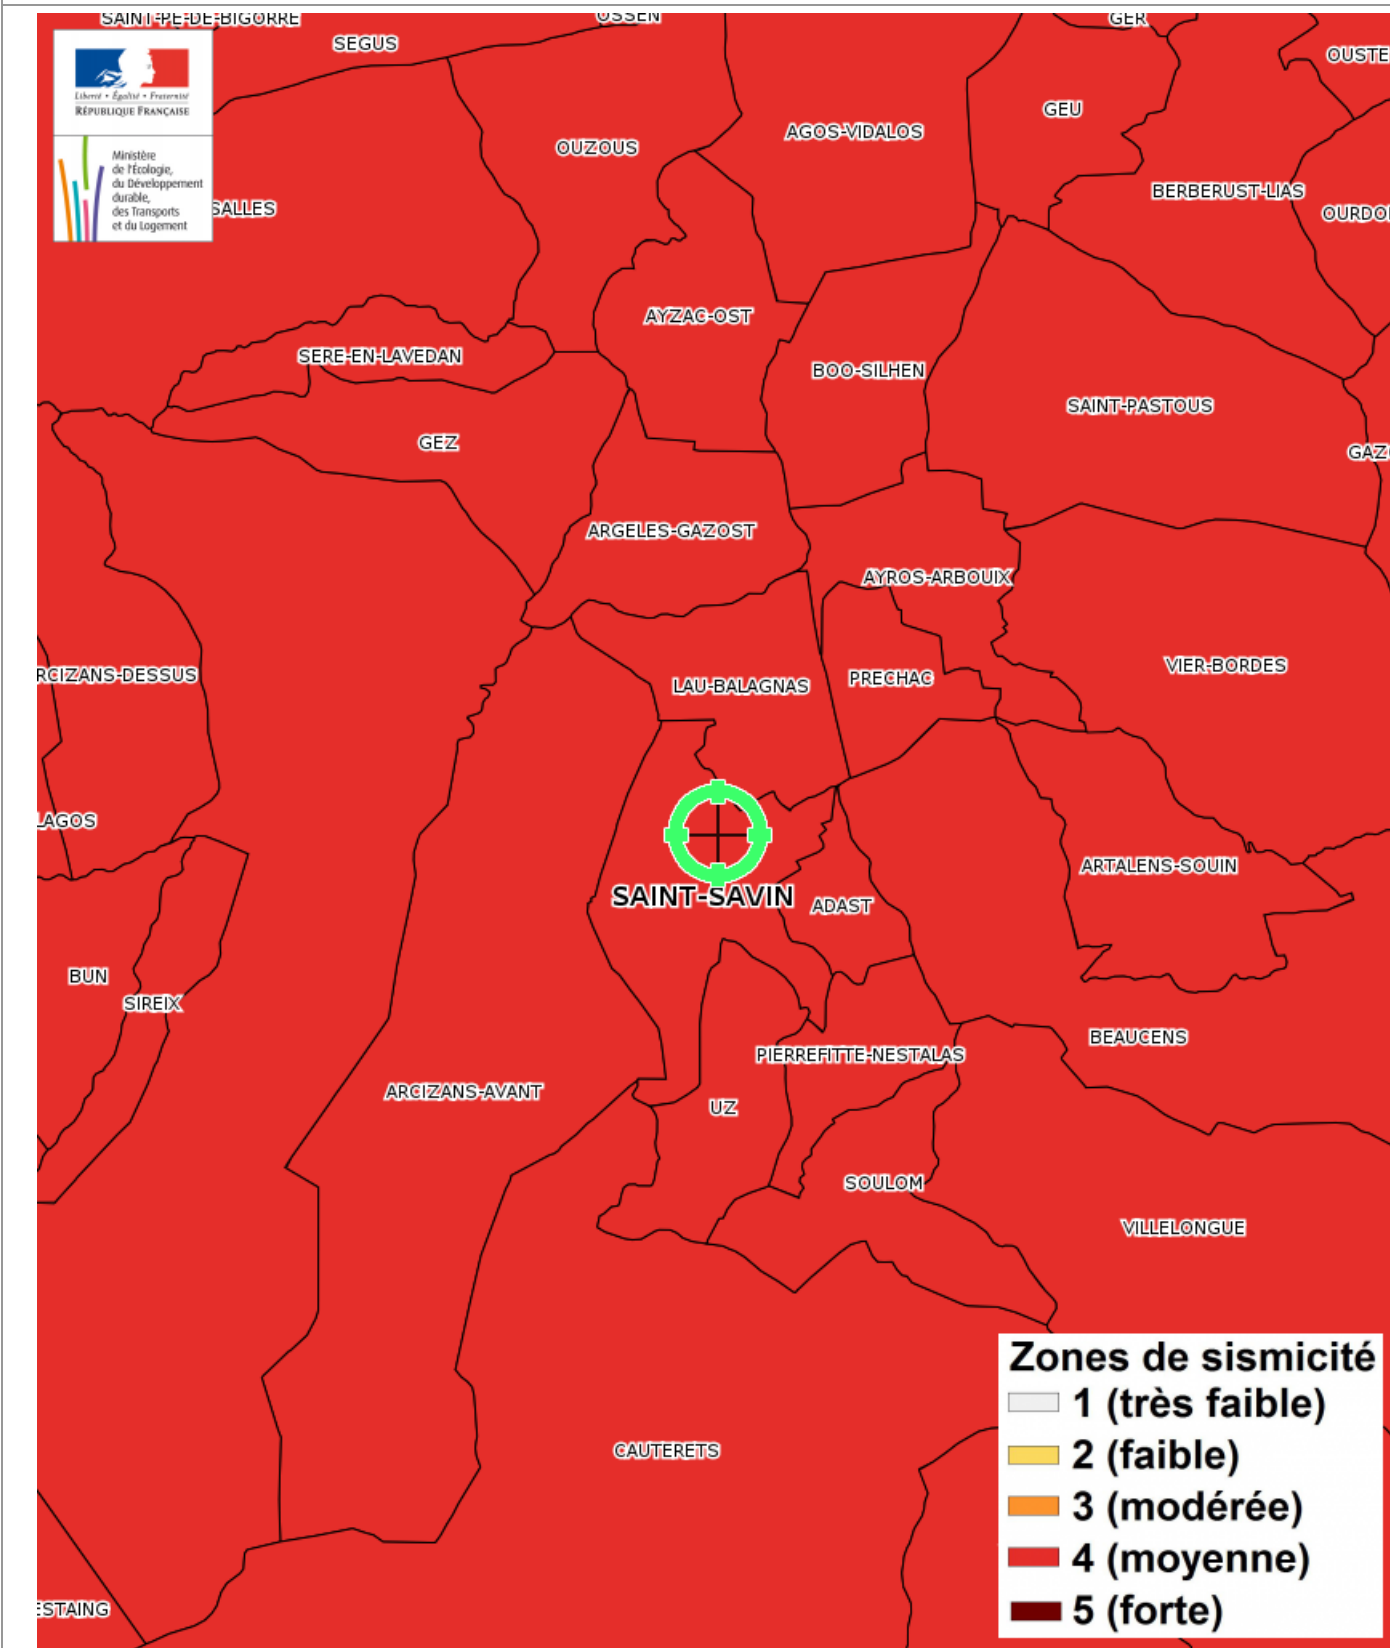 SAINT-PE-DE-BIGORRE
OSSEN
GER
SEGUS
OUSTE
Liberté • Égalité • Fraternité
RÉPUBLIQUE FRANÇAISE
GEU
AGOS-VIDALOS
OUZOUS
Ministère
de l'Écologie,
du Développement
durable,
des Transports
et du Logement
BERBERUST-LIAS
SALLES
OURDO
AYZAC-OST
SERE-EN-LAVEDAN
BOO-SILHEN
SAINT-PASTOUS
GEZ
GAZ
ARGELES-GAZOST
AYROS-ARBOUIX
VIER-BORDES
RCIZANS-DESSUS
PRECHAC
LAU-BALAGNAS
LAGOS
ARTALENS-SOUIN
SAINT-SAVIN
ADAST
BUN
SIREIX
BEAUCENS
PIERREFITTE-NESTALAS
ARCIZANS-AVANT
UZ
SOULOM
VILLELONGUE
CAUTERETS
ESTAING
Zones de sismicité
1 (très faible)
2 (faible)
3 (modérée)
4 (moyenne)
5 (forte)